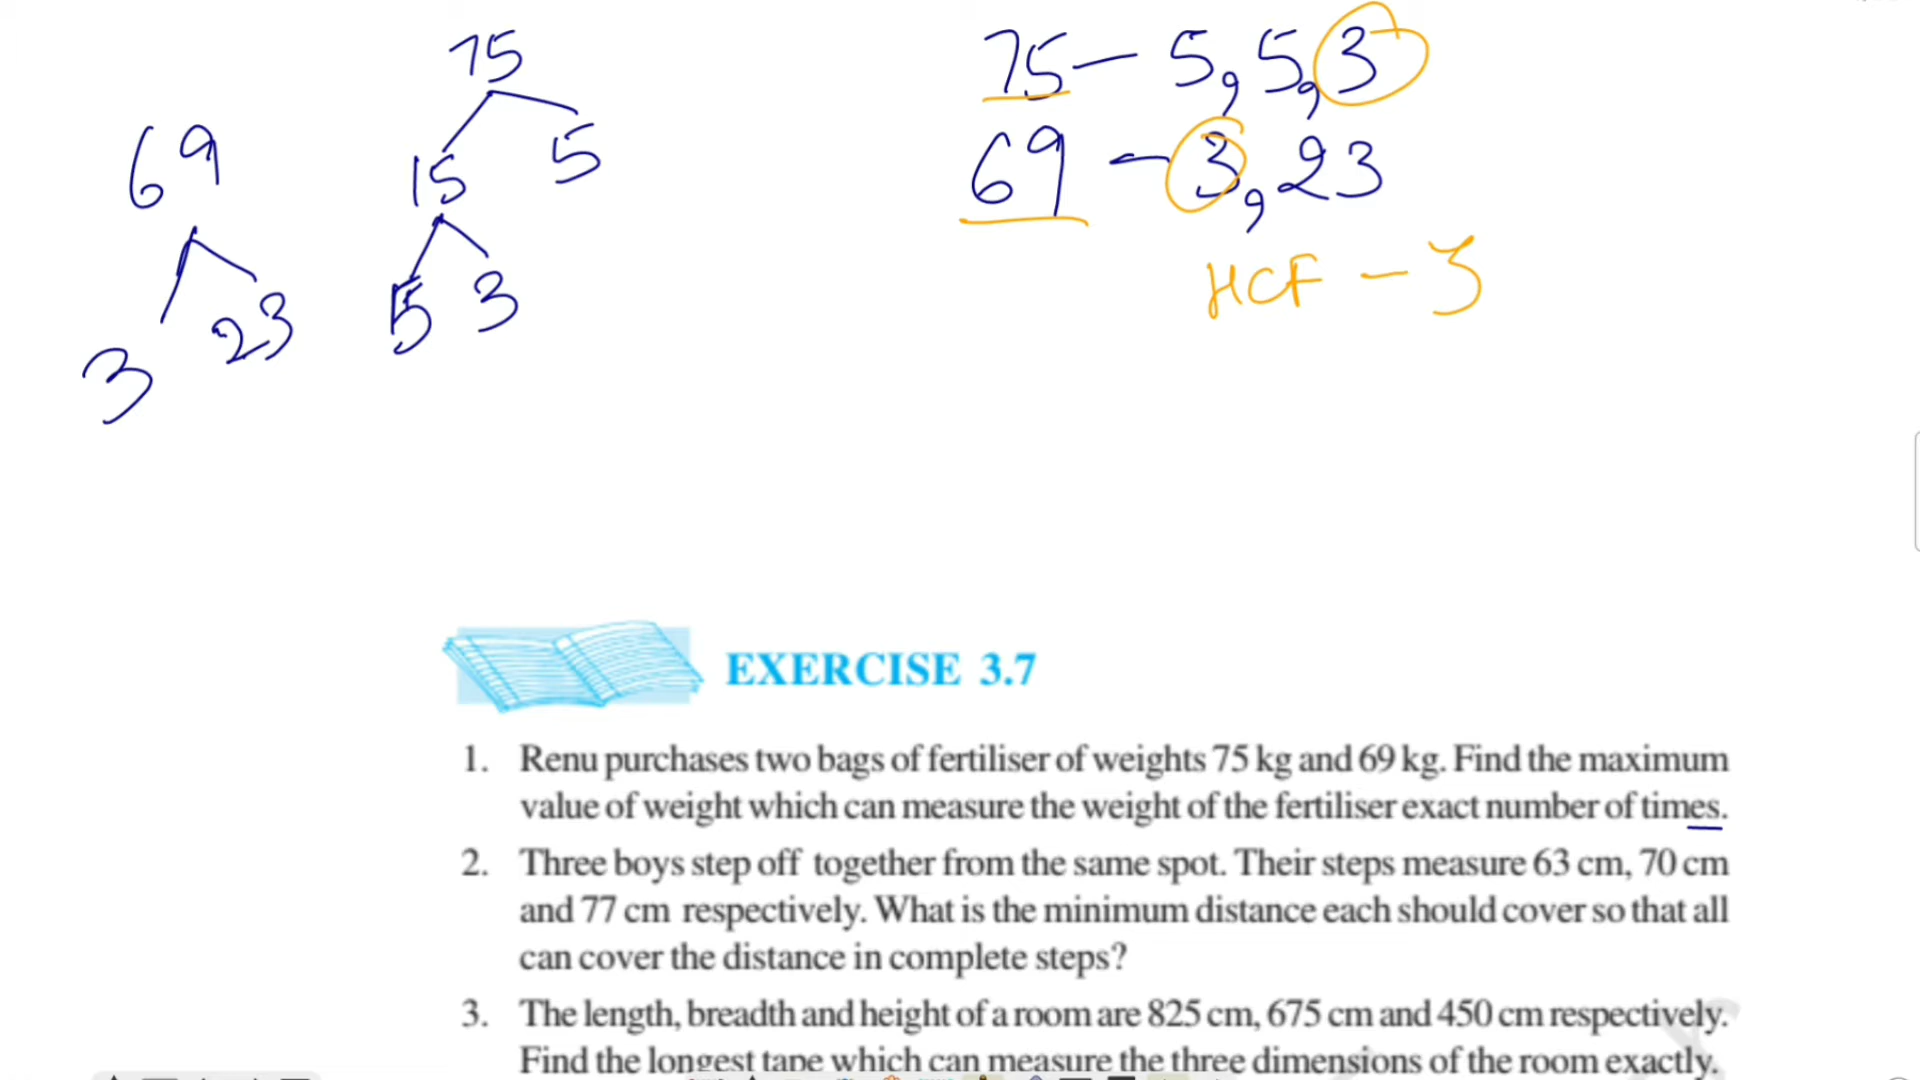 75
15 5
5 3
69
3 23
75 - 5, 5, 3
69 - 3, 23
HCF - 3
EXERCISE 3.7
1. Renu purchases two bags of fertiliser of weights 75 kg and 69 kg. Find the maximum
value of weight which can measure the weight of the fertiliser exact number of times.
2. Three boys step off together from the same spot. Their steps measure 63 cm, 70 cm
and 77 cm respectively. What is the minimum distance each should cover so that all
can cover the distance in complete steps?
3. The length, breadth and height of a room are 825 cm, 675 cm and 450 cm respectively.
Find the longest tape which can measure the three dimensions of the room exactly.